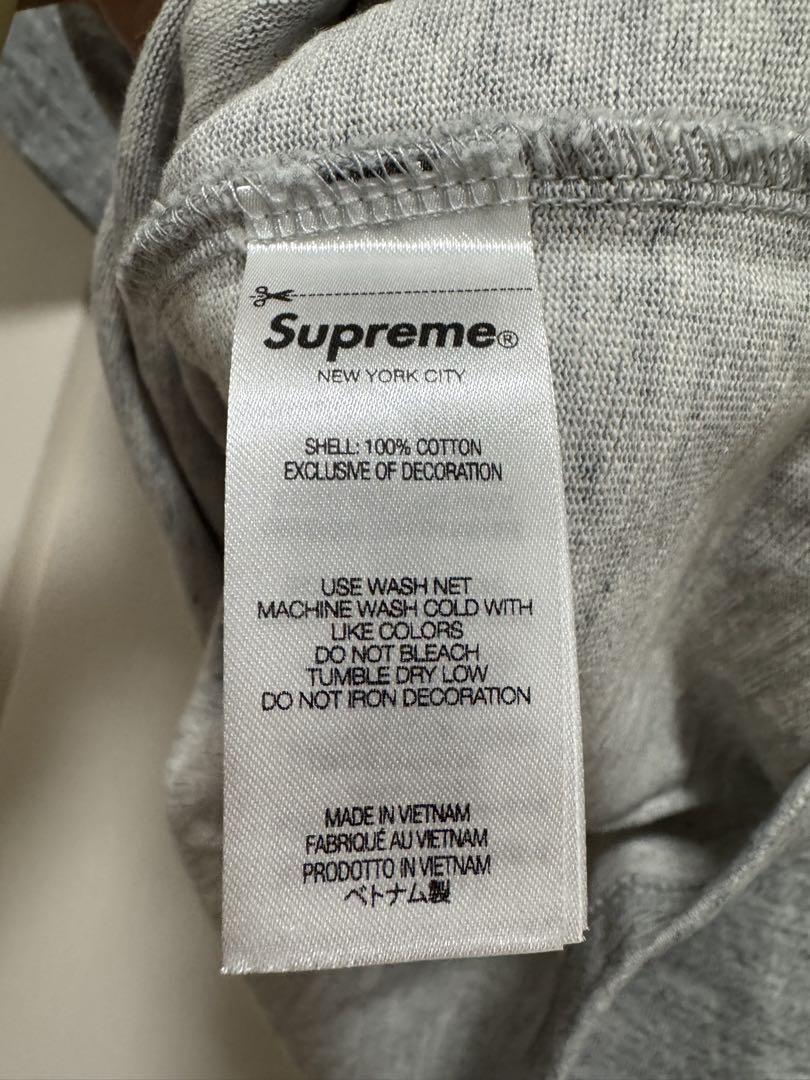 Supreme®
NEW YORK CITY
SHELL: 100% COTTON
EXCLUSIVE OF DECORATION
USE WASH NET
MACHINE WASH COLD WITH
LIKE COLORS
DO NOT BLEACH
TUMBLE DRY LOW
DO NOT IRON DECORATION
MADE IN VIETNAM
FABRIQUÉ AU VIETNAM
PRODOTTO IN VIETNAM
ベトナム製